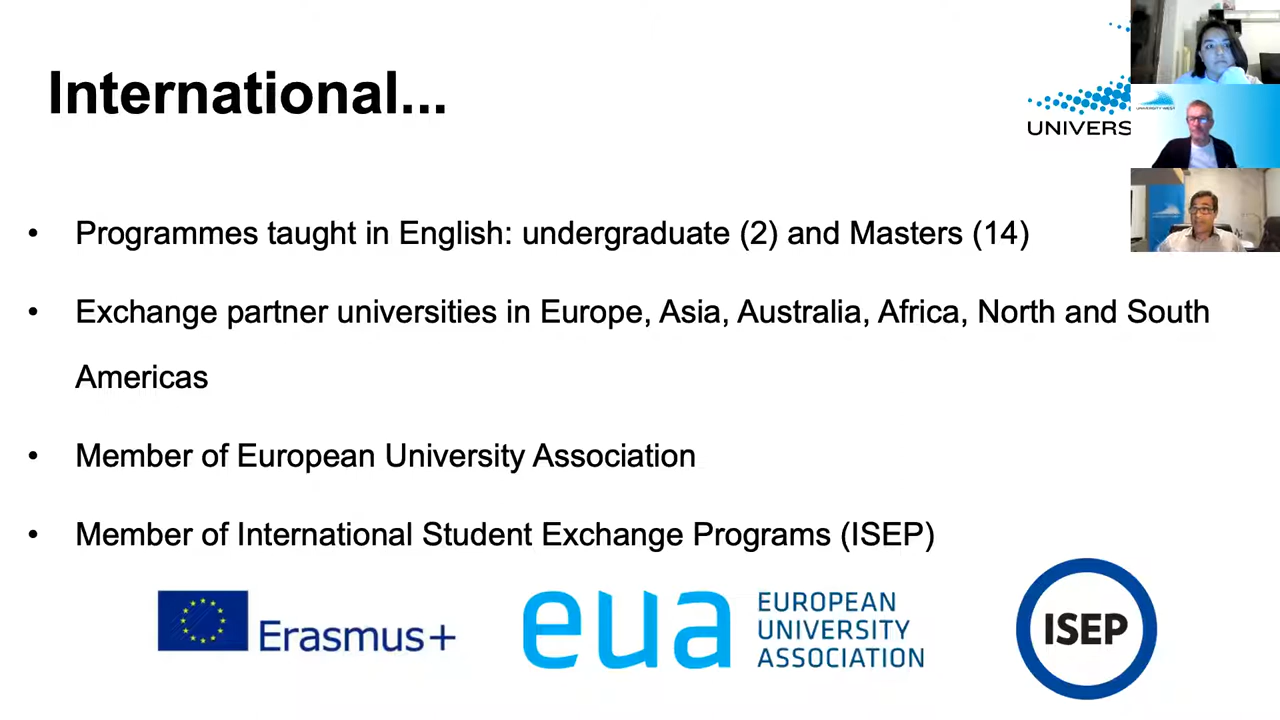 International...
UNIVERS
UNIVERSITY WEST
• Programmes taught in English: undergraduate (2) and Masters (14)
• Exchange partner universities in Europe, Asia, Australia, Africa, North and South
Americas
• Member of European University Association
• Member of International Student Exchange Programs (ISEP)
Erasmus+
eua
EUROPEAN
UNIVERSITY
ASSOCIATION
ISEP